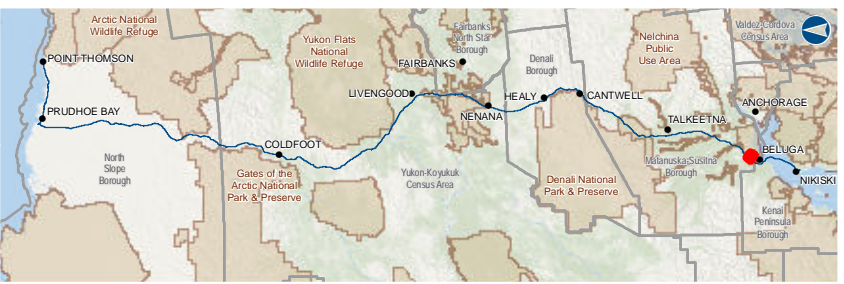 Arctic National
Wildlife Refuge
POINT THOMSON
PRUDHOE BAY
North
Slope
Borough
COLDFOOT
Gates of the
Arctic National
Park & Preserve
Yukon Flats
National
Wildlife Refuge
LIVENGOOD
Fairbanks
North Star
Borough
FAIRBANKS
NENANA
Yukon-Koyukuk
Census Area
Denali
Borough
HEALY
CANTWELL
Denali National
Park & Preserve
Nelchina
Public
Use Area
TALKEETNA
Matanuska-Susitna
Borough
Valdez-Cordova
Census Area
ANCHORAGE
BELUGA
NIKISKI
Kenai
Peninsula
Borough